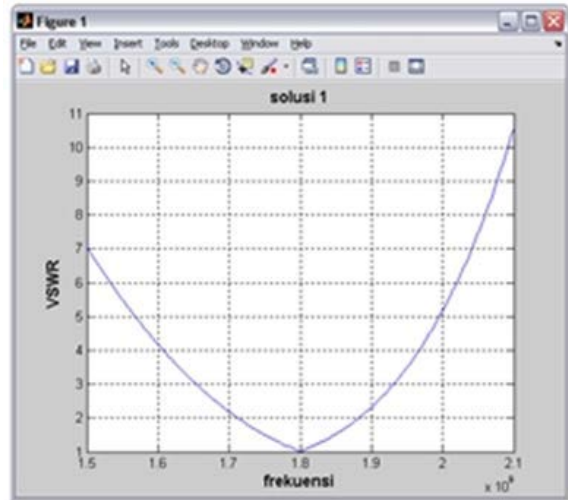 Figure 1
File Edit View Insert Tools Desktop Window Help
solusi 1
11
10
9
8
7
6
5
4
3
2
1
VSWR
1.5 1.6 1.7 1.8 1.9 2 2.1
frekuensi
x 10^9